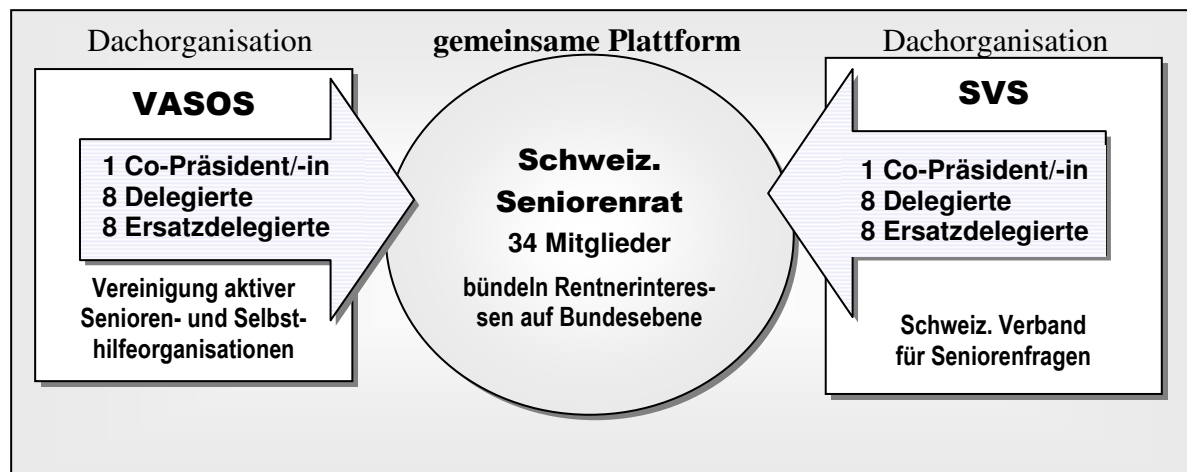 Dachorganisation
VASOS
1 Co-Präsident/-in
8 Delegierte
8 Ersatzdelegierte
Vereinigung aktiver
Senioren- und Selbst-
hilfeorganisationen
gemeinsame Plattform
Schweiz.
Seniorenrat
34 Mitglieder
bündeln Rentnerinteres-
sen auf Bundesebene
Dachorganisation
SVS
1 Co-Präsident/-in
8 Delegierte
8 Ersatzdelegierte
Schweiz. Verband
für Seniorenfragen